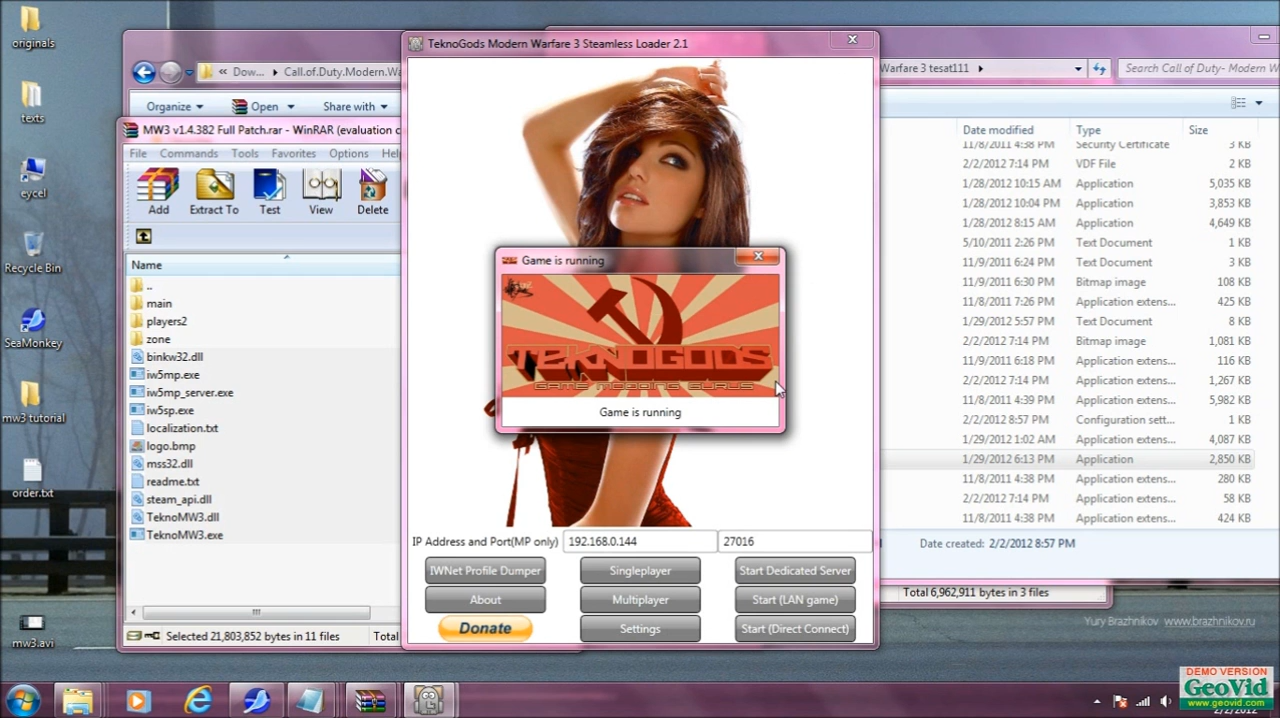 originals
texts
eycel
Recycle Bin
SeaMonkey
mw3 tutorial
order.txt
mw3.avi
« Dow... ▸ Call.of.Duty.Modern.Wa
Organize ▾ Open ▾ Share with ▾
MW3 v1.4.382 Full Patch.rar - WinRAR (evaluation c
File Commands Tools Favorites Options Help
Add Extract To Test View Delete
Name
..
main
players2
zone
binkw32.dll
iw5mp.exe
iw5mp_server.exe
iw5sp.exe
localization.txt
logo.bmp
mss32.dll
readme.txt
steam_api.dll
TeknoMW3.dll
TeknoMW3.exe
Selected 21,803,852 bytes in 11 files Total
TeknoGods Modern Warfare 3 Steamless Loader 2.1
Game is running
TEKNOGODS
GAME MODDING GURUS
Game is running
IP Address and Port(MP only) 192.168.0.144 27016
IWNet Profile Dumper Singleplayer Start Dedicated Server
About Multiplayer Start (LAN game)
Donate Settings Start (Direct Connect)
Warfare 3 tesat111 ▸ Search Call of Duty- Modern W
Date modified Type Size
11/8/2011 4:38 PM Security Certificate 3 KB
2/2/2012 7:14 PM VDF File 2 KB
1/28/2012 10:15 AM Application 5,035 KB
1/28/2012 10:04 PM Application 3,853 KB
1/28/2012 8:15 AM Application 4,649 KB
5/10/2011 2:26 PM Text Document 1 KB
11/9/2011 6:24 PM Text Document 2 KB
11/9/2011 6:30 PM Bitmap image 108 KB
11/8/2011 7:26 PM Application extens... 425 KB
1/29/2012 5:57 PM Text Document 8 KB
2/2/2012 7:14 PM Bitmap image 1,081 KB
11/9/2011 6:18 PM Application extens... 116 KB
2/2/2012 7:14 PM Application extens... 1,267 KB
11/8/2011 4:39 PM Application extens... 5,982 KB
2/2/2012 8:57 PM Configuration sett... 1 KB
1/29/2012 1:02 AM Application extens... 4,087 KB
1/29/2012 6:13 PM Application 2,850 KB
11/8/2011 4:38 PM Application extens... 280 KB
2/2/2012 7:14 PM Application extens... 58 KB
11/8/2011 4:38 PM Application extens... 424 KB
Date created: 2/2/2012 8:57 PM
Total 6,962,911 bytes in 3 files
Yury Brazhnikov www.brazhnikov.ru
DEMO VERSION
GeoVid
www.geovid.com
2/2/2012